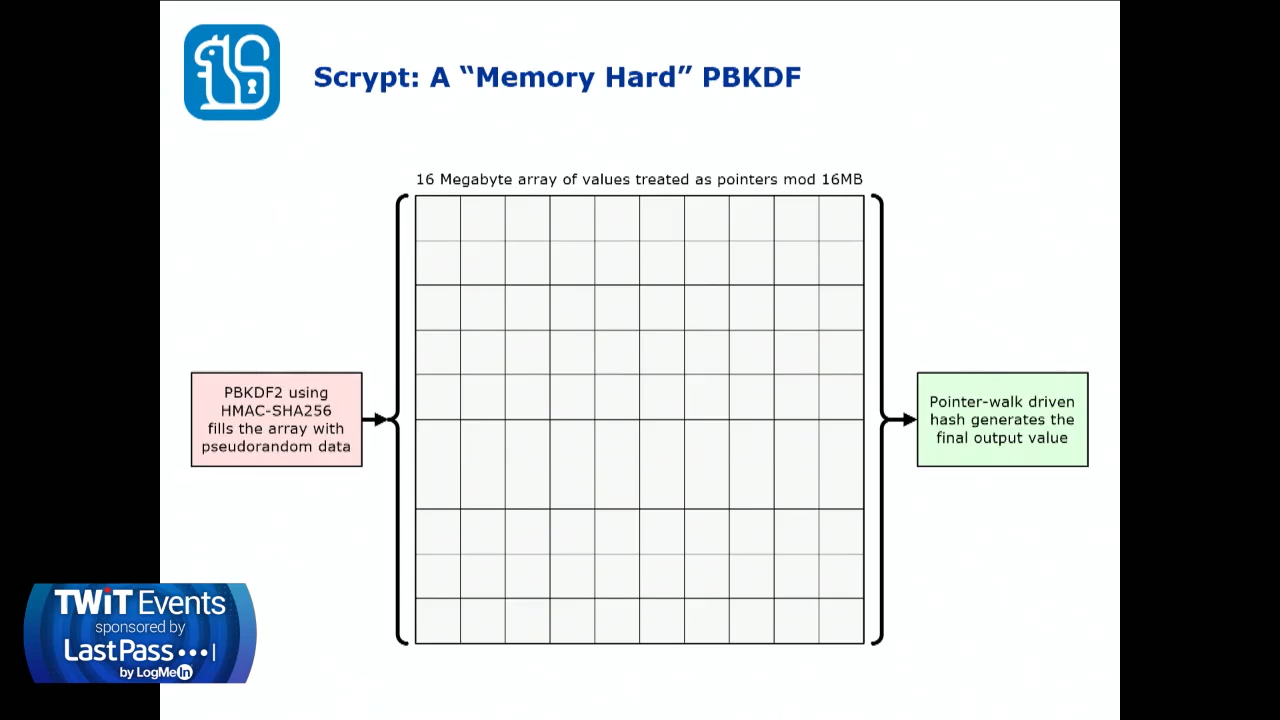 Scrypt: A “Memory Hard” PBKDF
16 Megabyte array of values treated as pointers mod 16MB
PBKDF2 using
HMAC-SHA256
fills the array with
pseudorandom data
Pointer-walk driven
hash generates the
final output value
TWiT Events
sponsored by
LastPass •••|
by LogMeIn